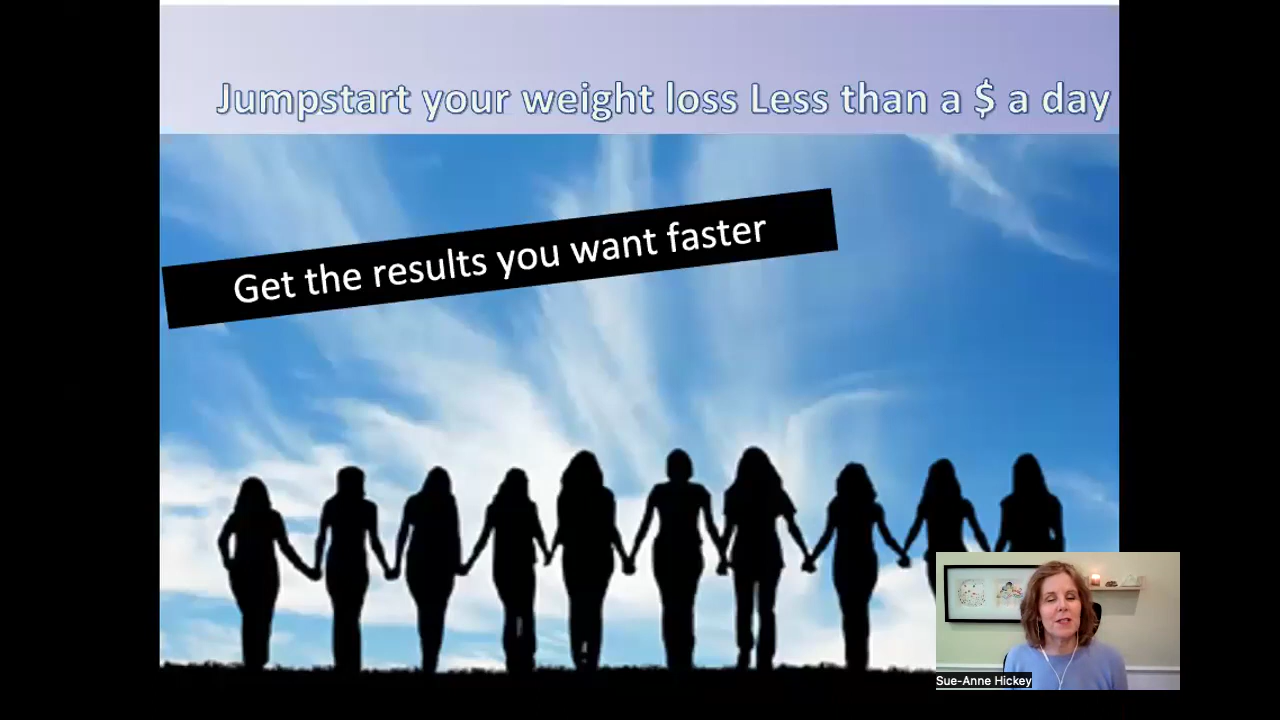 Jumpstart your weight loss Less than a $ a day
Get the results you want faster
Sue-Anne Hickey